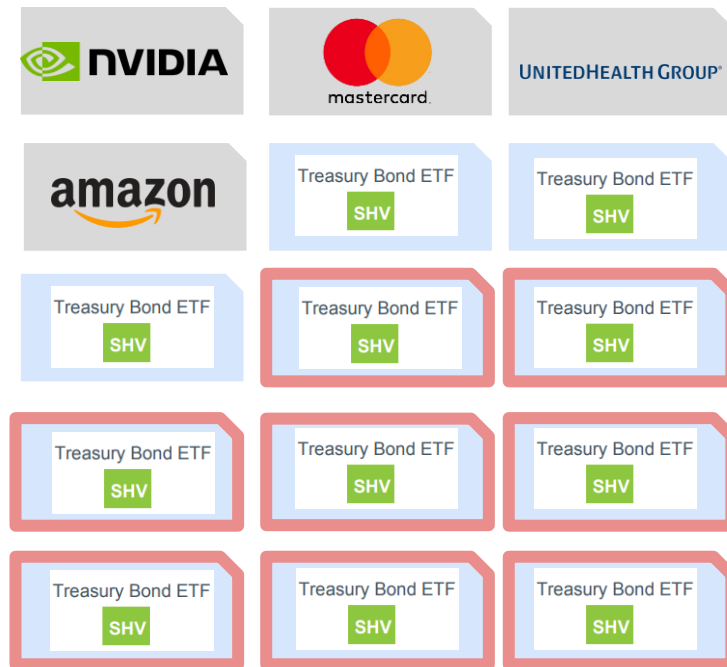 NVIDIA
mastercard.
UNITEDHEALTH GROUP®
amazon
Treasury Bond ETF
SHV
Treasury Bond ETF
SHV
Treasury Bond ETF
SHV
Treasury Bond ETF
SHV
Treasury Bond ETF
SHV
Treasury Bond ETF
SHV
Treasury Bond ETF
SHV
Treasury Bond ETF
SHV
Treasury Bond ETF
SHV
Treasury Bond ETF
SHV
Treasury Bond ETF
SHV